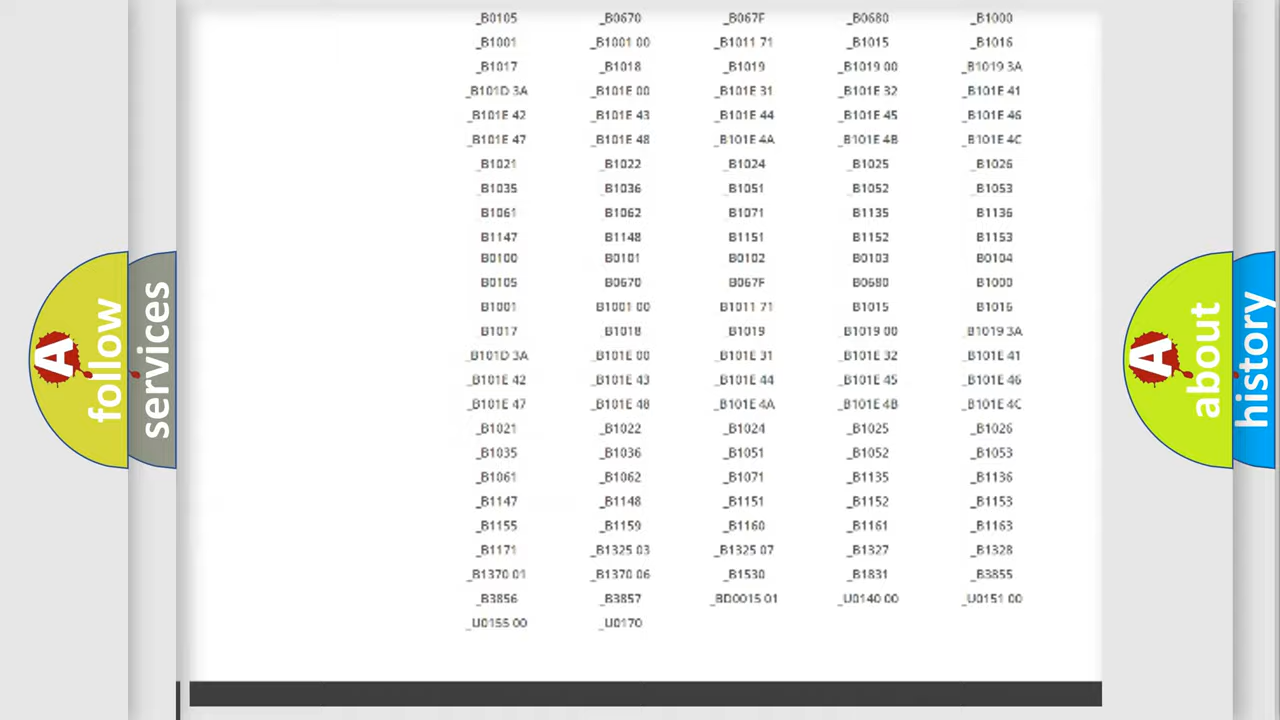 _B0105 _B0670 _B067F _B0680 _B1000
_B1001 _B1001 00 _B1011 71 _B1015 _B1016
_B1017 _B1018 _B1019 _B1019 00 _B1019 3A
_B101D 3A _B101E 00 _B101E 31 _B101E 32 _B101E 41
_B101E 42 _B101E 43 _B101E 44 _B101E 45 _B101E 46
_B101E 47 _B101E 48 _B101E 4A _B101E 4B _B101E 4C
_B1021 _B1022 _B1024 _B1025 _B1026
_B1035 _B1036 _B1051 _B1052 _B1053
B1061 B1062 B1071 B1135 B1136
B1147 B1148 B1151 B1152 B1153
B0100 B0101 B0102 B0103 B0104
B0105 B0670 B067F B0680 B1000
B1001 B1001 00 B1011 71 B1015 B1016
B1017 B1018 B1019 B1019 00 _B1019 3A
_B101D 3A _B101E 00 _B101E 31 _B101E 32 _B101E 41
_B101E 42 _B101E 43 _B101E 44 _B101E 45 _B101E 46
_B101E 47 _B101E 48 _B101E 4A _B101E 4B _B101E 4C
_B1021 _B1022 _B1024 _B1025 _B1026
_B1035 _B1036 _B1051 _B1052 _B1053
_B1061 _B1062 _B1071 _B1135 _B1136
_B1147 _B1148 _B1151 _B1152 _B1153
_B1155 _B1159 _B1160 _B1161 _B1163
_B1171 _B1325 03 _B1325 07 _B1327 _B1328
_B1370 01 _B1370 06 _B1530 _B1831 _B3855
_B3856 _B3857 _BD0015 01 _U0140 00 _U0151 00
_U0155 00 _U0170
A follow
services
A about
history